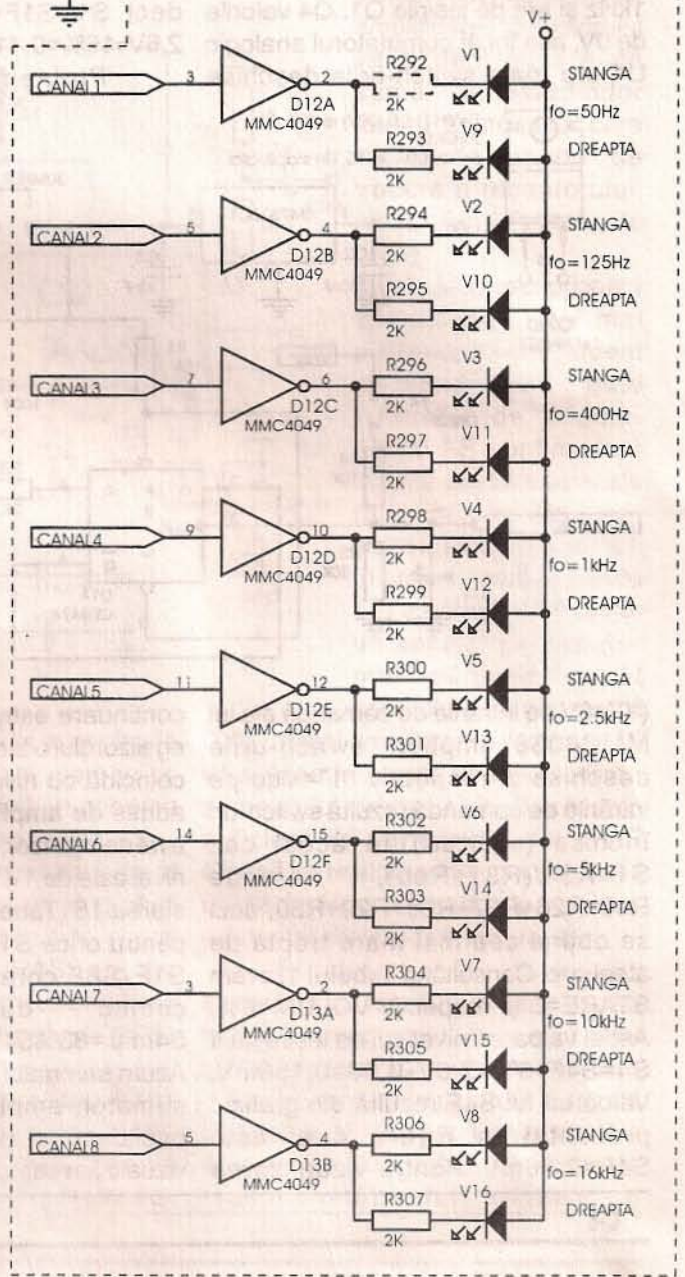 V+
CANAL1 3 2 R292 V1 STANGA
D12A 2K fo=50Hz
MMC4049 R293 V9 DREAPTA
2K
CANAL2 5 4 R294 V2 STANGA
D12B 2K fo=125Hz
MMC4049 R295 V10 DREAPTA
2K
CANAL3 7 6 R296 V3 STANGA
D12C 2K fo=400Hz
MMC4049 R297 V11 DREAPTA
2K
CANAL4 9 10 R298 V4 STANGA
D12D 2K fo=1kHz
MMC4049 R299 V12 DREAPTA
2K
CANAL5 11 12 R300 V5 STANGA
D12E 2K fo=2.5kHz
MMC4049 R301 V13 DREAPTA
2K
CANAL6 14 15 R302 V6 STANGA
D12F 2K fo=5kHz
MMC4049 R303 V14 DREAPTA
2K
CANAL7 3 2 R304 V7 STANGA
D13A 2K fo=10kHz
MMC4049 R305 V15 DREAPTA
2K
CANAL8 5 4 R306 V8 STANGA
D13B 2K fo=16kHz
MMC4049 R307 V16 DREAPTA
2K